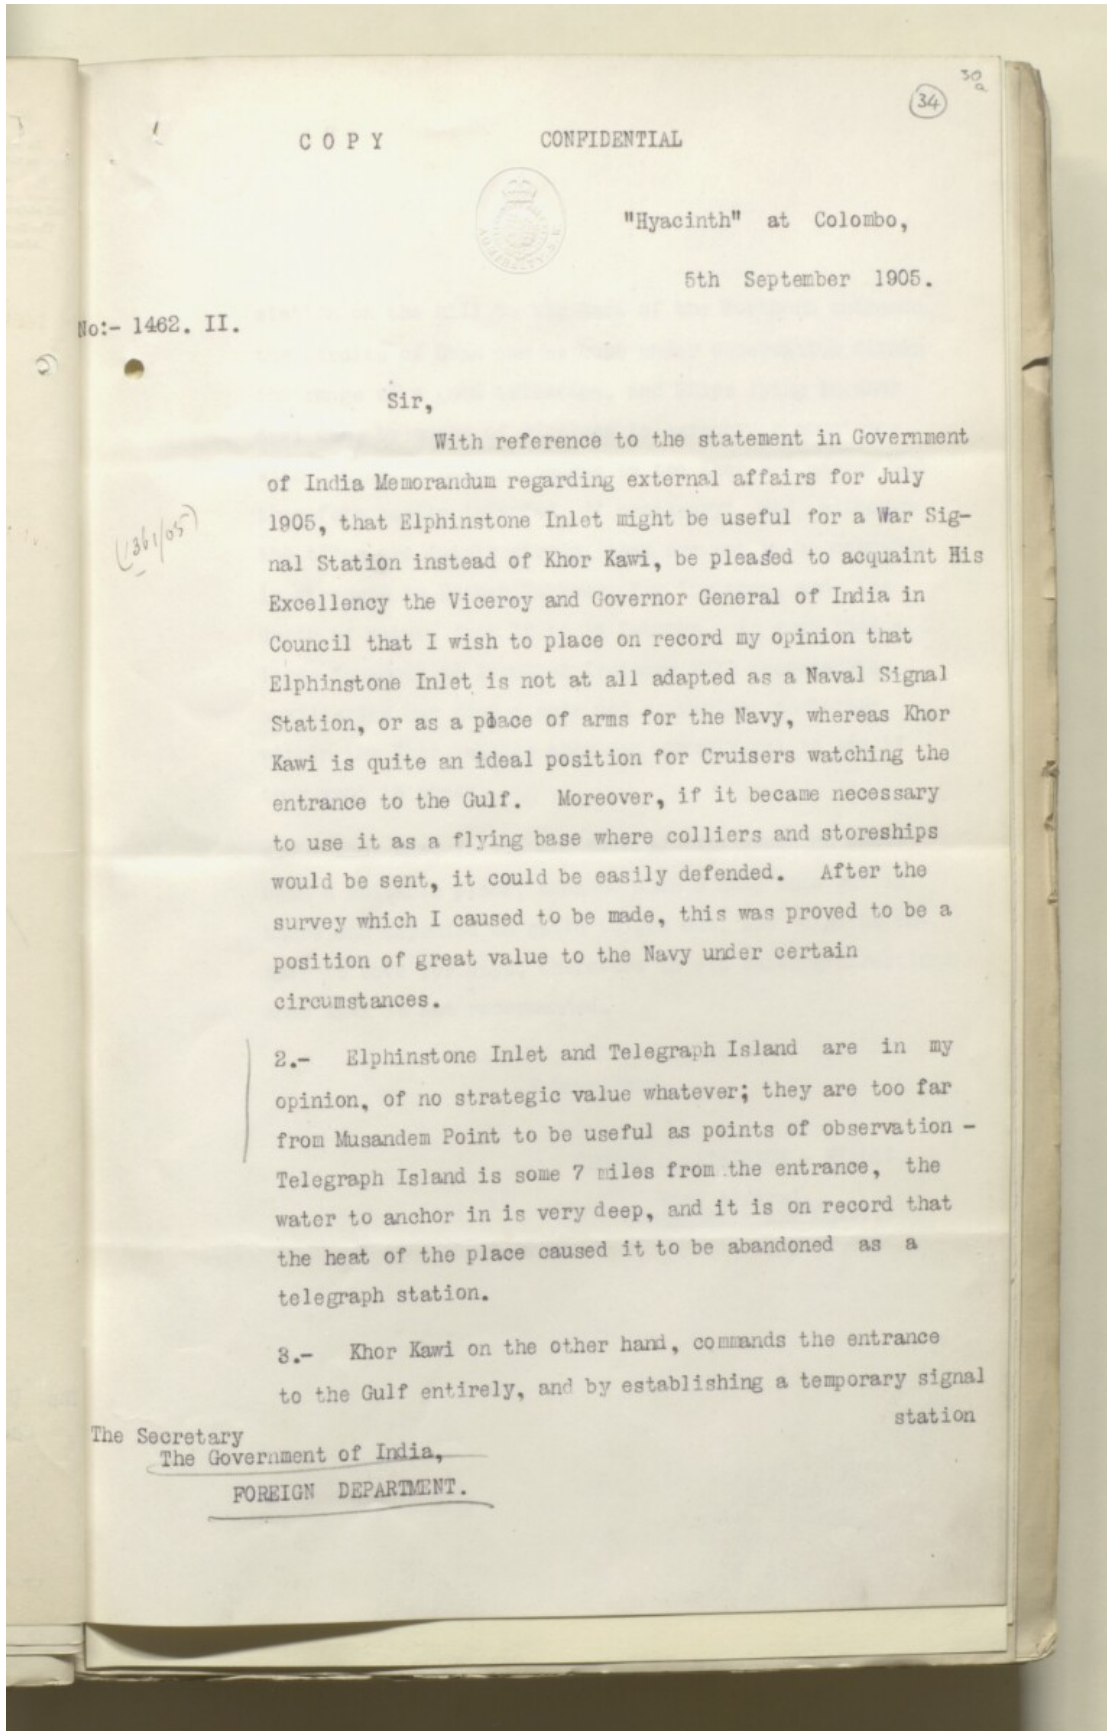 30
a
34
COPY CONFIDENTIAL
ADMIRALTY. S.E.
"Hyacinth" at Colombo,
5th September 1905.
No:- 1462. II.
Sir,
With reference to the statement in Government
of India Memorandum regarding external affairs for July
1905, that Elphinstone Inlet might be useful for a War Sig-
(1361/05)
nal Station instead of Khor Kawi, be pleased to acquaint His
Excellency the Viceroy and Governor General of India in
Council that I wish to place on record my opinion that
Elphinstone Inlet is not at all adapted as a Naval Signal
Station, or as a place of arms for the Navy, whereas Khor
Kawi is quite an ideal position for Cruisers watching the
entrance to the Gulf. Moreover, if it became necessary
to use it as a flying base where colliers and storeships
would be sent, it could be easily defended. After the
survey which I caused to be made, this was proved to be a
position of great value to the Navy under certain
circumstances.
2.- Elphinstone Inlet and Telegraph Island are in my
opinion, of no strategic value whatever; they are too far
from Musandem Point to be useful as points of observation -
Telegraph Island is some 7 miles from the entrance, the
water to anchor in is very deep, and it is on record that
the heat of the place caused it to be abandoned as a
telegraph station.
3.- Khor Kawi on the other hand, commands the entrance
to the Gulf entirely, and by establishing a temporary signal
station
The Secretary
The Government of India,
FOREIGN DEPARTMENT.